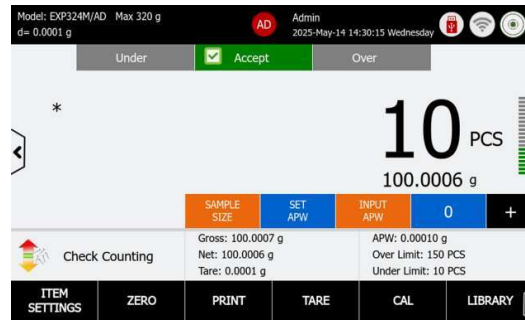 Model: EXP324M/AD Max 320 g
d= 0.0001 g
AD
Admin
2025-May-14 14:30:15 Wednesday
Under
Accept
Over
*
10 PCS
100.0006 g
SAMPLE SIZE
SET APW
INPUT APW
0
+
Check Counting
Gross: 100.0007 g
Net: 100.0006 g
Tare: 0.0001 g
APW: 0.00010 g
Over Limit: 150 PCS
Under Limit: 10 PCS
ITEM SETTINGS
ZERO
PRINT
TARE
CAL
LIBRARY